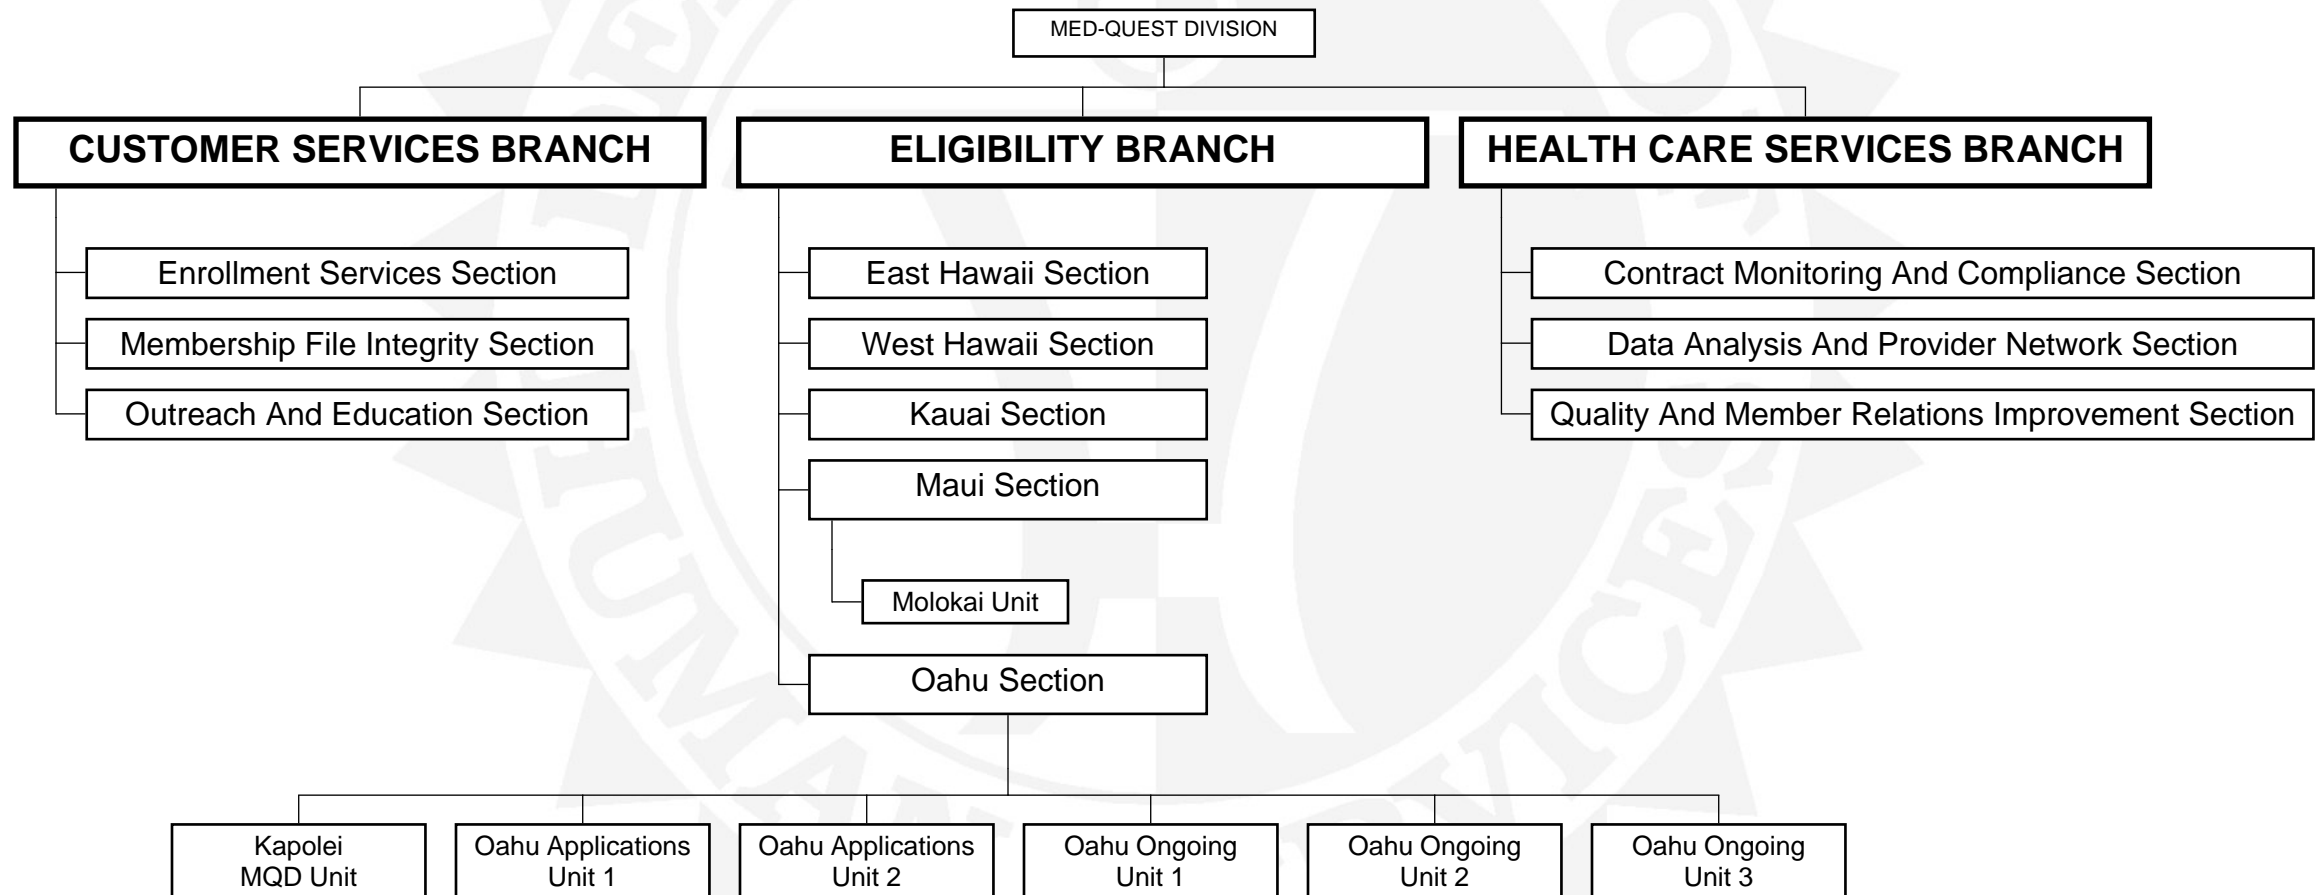 MED-QUEST DIVISION
CUSTOMER SERVICES BRANCH
ELIGIBILITY BRANCH
HEALTH CARE SERVICES BRANCH
Enrollment Services Section
Membership File Integrity Section
Outreach And Education Section
East Hawaii Section
West Hawaii Section
Kauai Section
Maui Section
Molokai Unit
Oahu Section
Contract Monitoring And Compliance Section
Data Analysis And Provider Network Section
Quality And Member Relations Improvement Section
Kapolei
MQD Unit
Oahu Applications
Unit 1
Oahu Applications
Unit 2
Oahu Ongoing
Unit 1
Oahu Ongoing
Unit 2
Oahu Ongoing
Unit 3